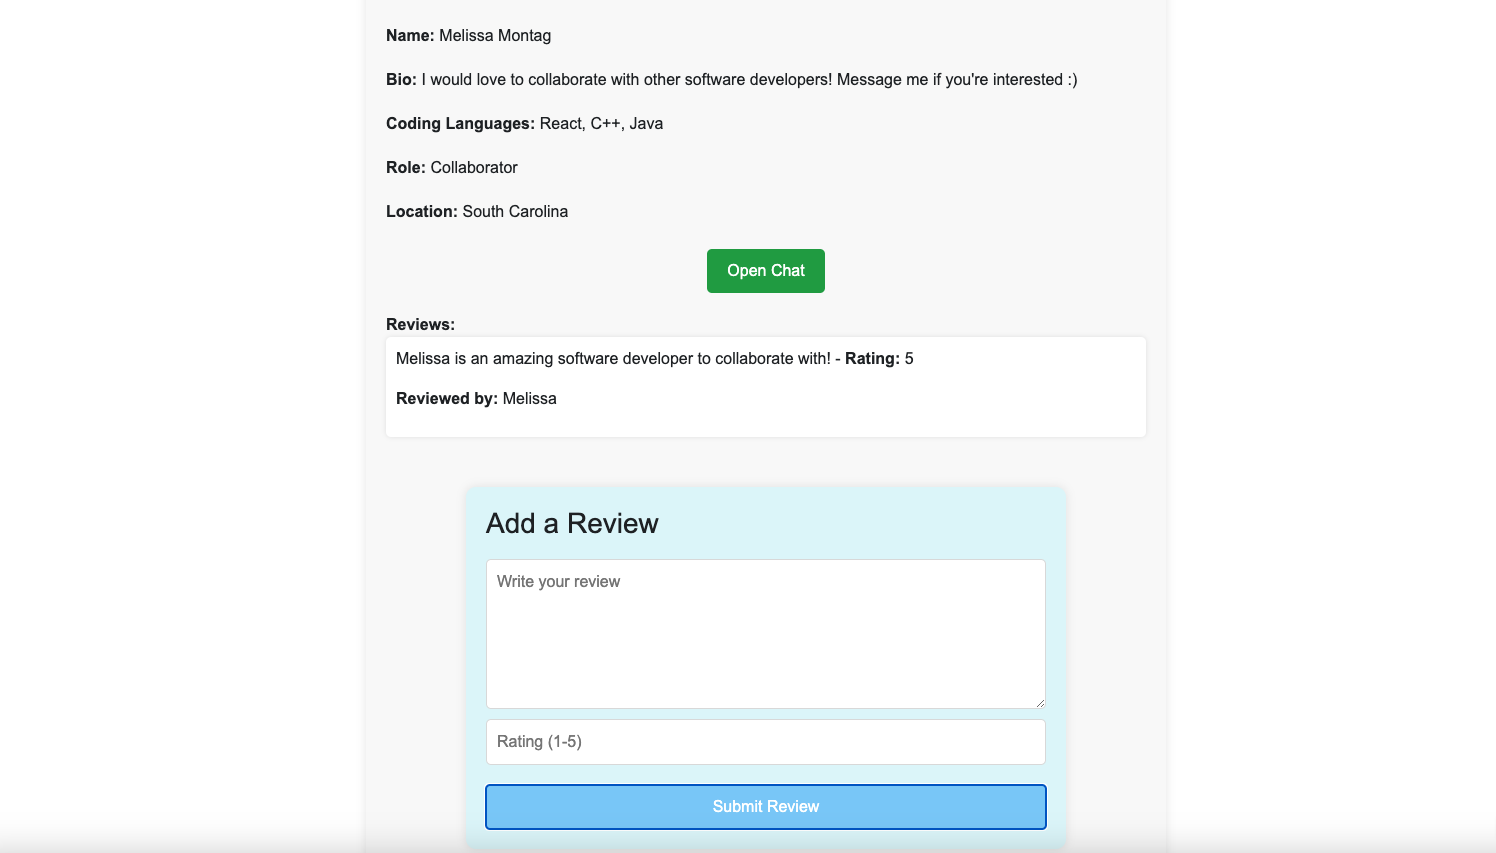 Name: Melissa Montag
Bio: I would love to collaborate with other software developers! Message me if you're interested :)
Coding Languages: React, C++, Java
Role: Collaborator
Location: South Carolina
Open Chat
Reviews:
Melissa is an amazing software developer to collaborate with! - Rating: 5
Reviewed by: Melissa
Add a Review
Write your review
Rating (1-5)
Submit Review